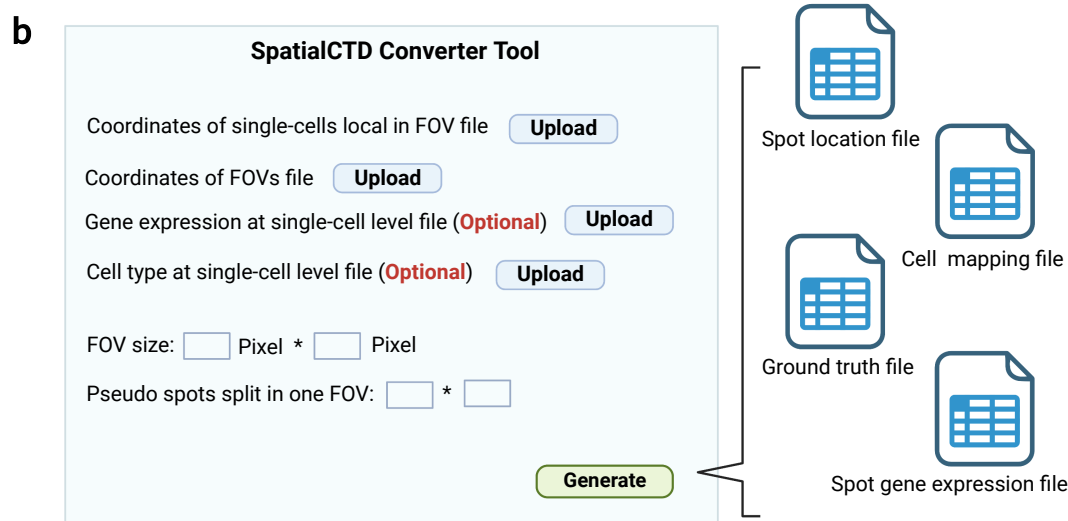 b
SpatialCTD Converter Tool
Coordinates of single-cells local in FOV file Upload
Coordinates of FOVs file Upload
Gene expression at single-cell level file (Optional) Upload
Cell type at single-cell level file (Optional) Upload
FOV size: Pixel * Pixel
Pseudo spots split in one FOV: *
Generate
Spot location file
Cell mapping file
Ground truth file
Spot gene expression file